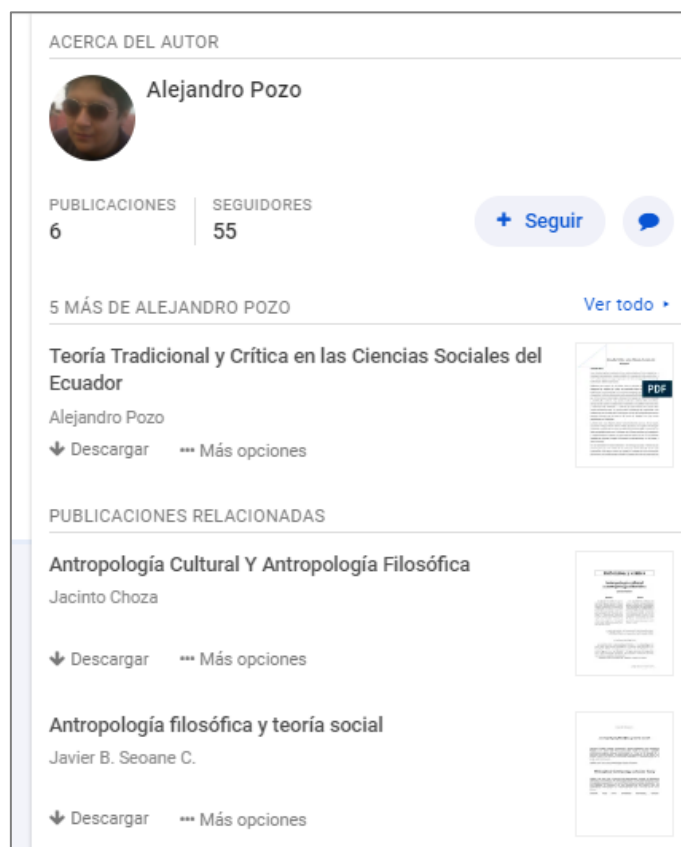 ACERCA DEL AUTOR
Alejandro Pozo
PUBLICACIONES
6
SEGUIDORES
55
+ Seguir
5 MÁS DE ALEJANDRO POZO
Ver todo
Teoría Tradicional y Crítica en las Ciencias Sociales del
Ecuador
Alejandro Pozo
Descargar
Más opciones
PDF
PUBLICACIONES RELACIONADAS
Antropología Cultural Y Antropología Filosófica
Jacinto Choza
Descargar
Más opciones
Antropología filosófica y teoría social
Javier B. Seoane C.
Descargar
Más opciones